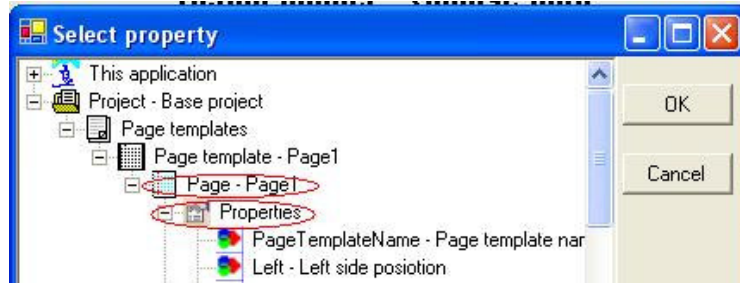 Select property
This application
Project - Base project
OK
Page templates
Page template - Page1
Cancel
Page - Page1
Properties
PageTemplateName - Page template nar
Left - Left side posiotion